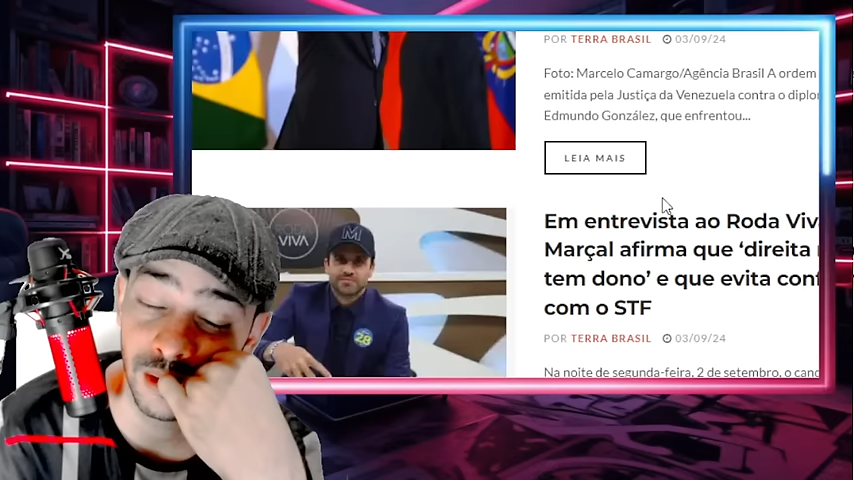 POR TERRA BRASIL 03/09/24
Foto: Marcelo Camargo/Agência Brasil A ordem
emitida pela Justiça da Venezuela contra o diplo
Edmundo González, que enfrentou...
LEIA MAIS
RODA
VIVA
M
28
Em entrevista ao Roda Viv
Marçal afirma que ‘direita
tem dono’ e que evita conf
com o STF
POR TERRA BRASIL 03/09/24
Na noite de segunda-feira, 2 de setembro, o cand